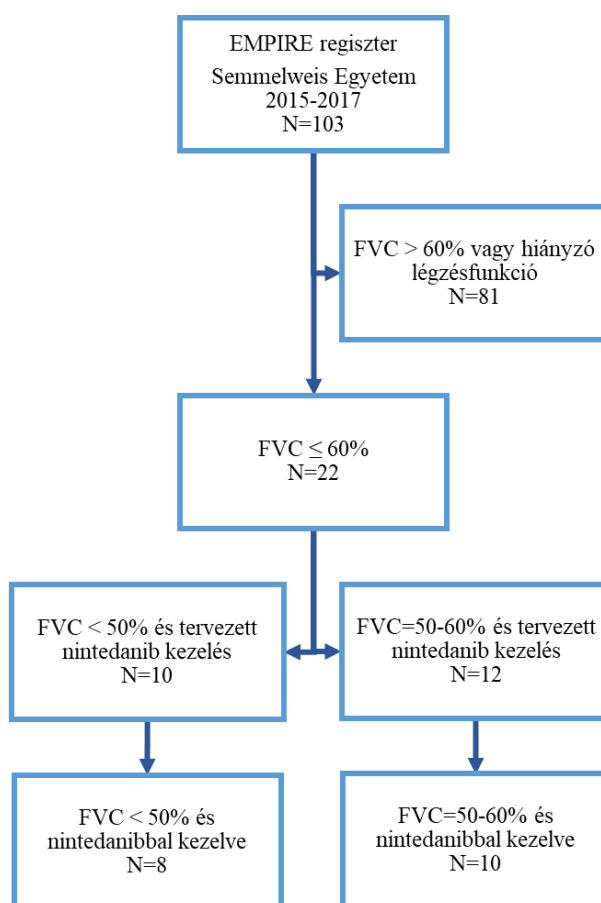 EMPIRE regiszter
Semmelweis Egyetem
2015-2017
N=103
FVC > 60% vagy hiányzó
légzésfunkció
N=81
FVC ≤ 60%
N=22
FVC < 50% és tervezett
nintedanib kezelés
N=10
FVC=50-60% és tervezett
nintedanib kezelés
N=12
FVC < 50% és
nintedanibbal kezelve
N=8
FVC=50-60% és
nintedanibbal kezelve
N=10